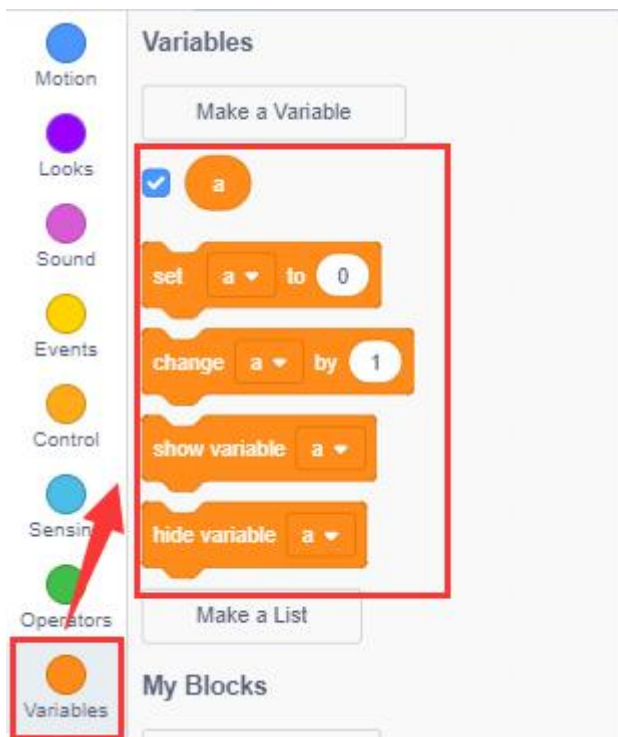 Motion
Looks
Sound
Events
Control
Operators
Variables
Variables
Make a Variable
a
set a to 0
change a by 1
show variable a
hide variable a
Make a List
My Blocks